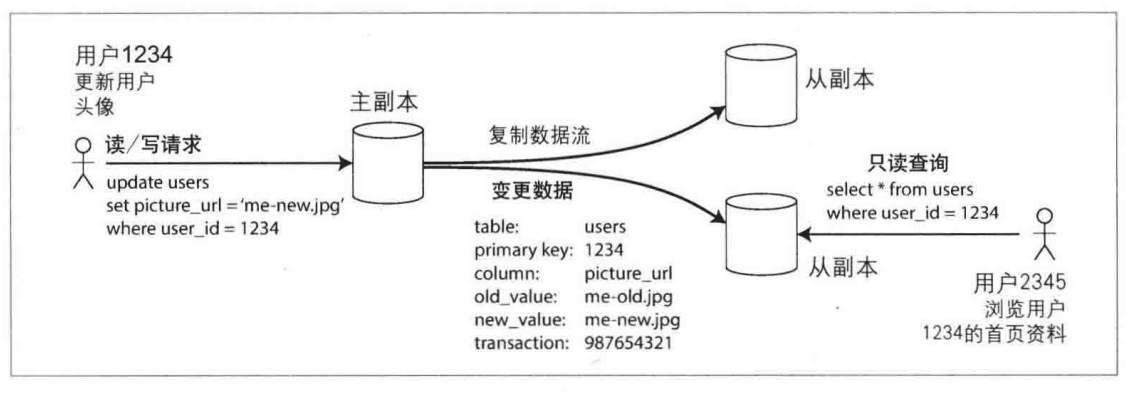 用户1234
更新用户
头像
读／写请求
update users
set picture_url = ‘me-new.jpg’
where user_id = 1234
主副本
复制数据流
变更数据
table: users
primary key: 1234
column: picture_url
old_value: me-old.jpg
new_value: me-new.jpg
transaction: 987654321
从副本
从副本
只读查询
select * from users
where user_id = 1234
用户2345
浏览用户
1234的首页资料